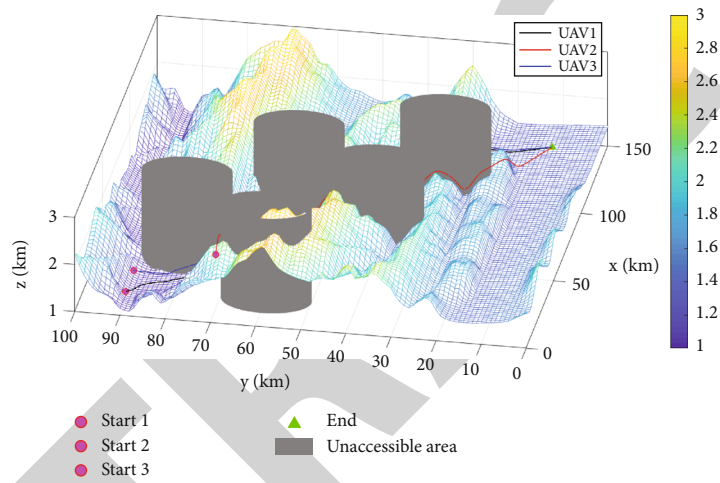 UAV1
UAV2
UAV3
3
2.8
2.6
2.4
2.2
2
1.8
1.6
1.4
1.2
1
3
2
1
z (km)
100
90
80
70
60
50
40
30
20
10
0
y (km)
0
50
100
150
x (km)
Start 1
Start 2
Start 3
End
Unaccessible area